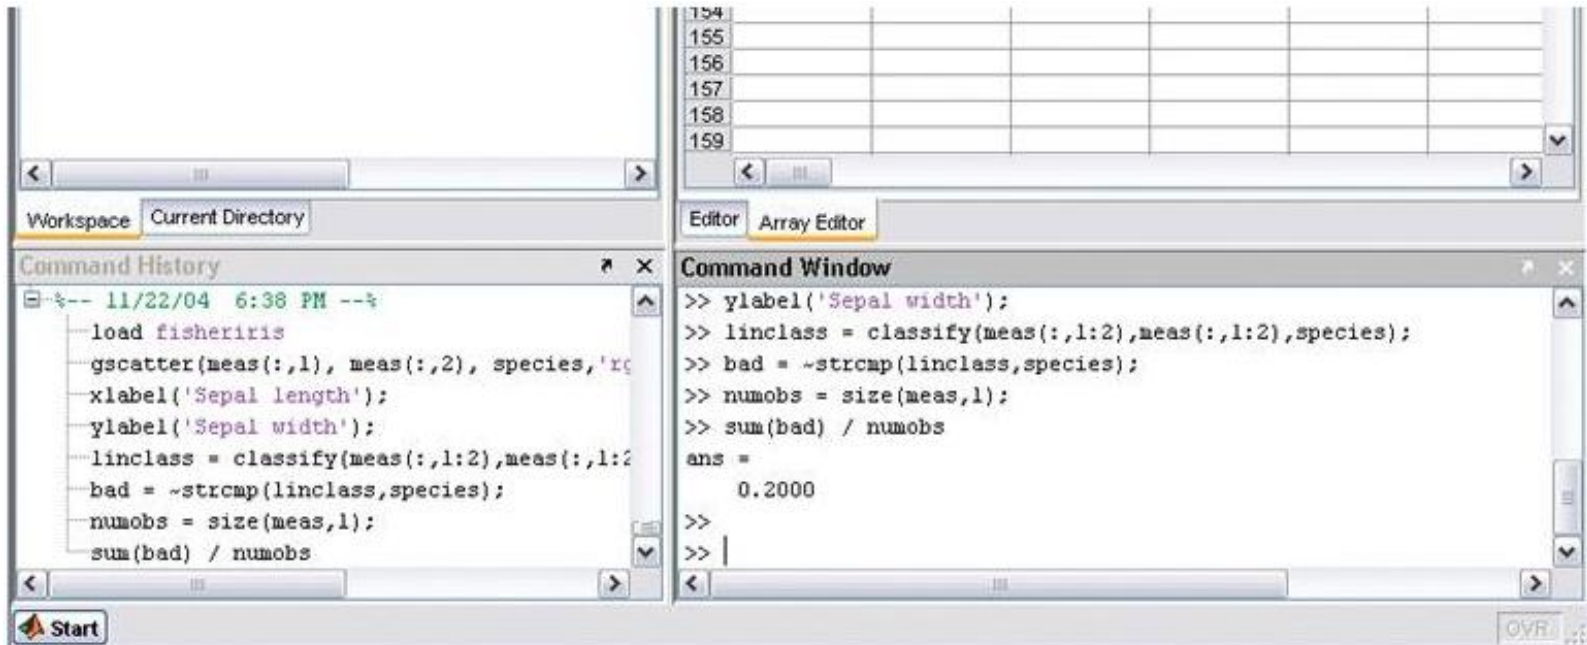 154
155
156
157
158
159
Workspace Current Directory
Editor Array Editor
Command History
%-- 11/22/04 6:38 PM --%
load fisheriris
gscatter(meas(:,1), meas(:,2), species,'rg
xlabel('Sepal length');
ylabel('Sepal width');
linclass = classify(meas(:,1:2),meas(:,1:2
bad = ~strcmp(linclass,species);
numobs = size(meas,1);
sum(bad) / numobs
Command Window
>> ylabel('Sepal width');
>> linclass = classify(meas(:,1:2),meas(:,1:2),species);
>> bad = ~strcmp(linclass,species);
>> numobs = size(meas,1);
>> sum(bad) / numobs
ans =
0.2000
>>
>>
Start
OVR